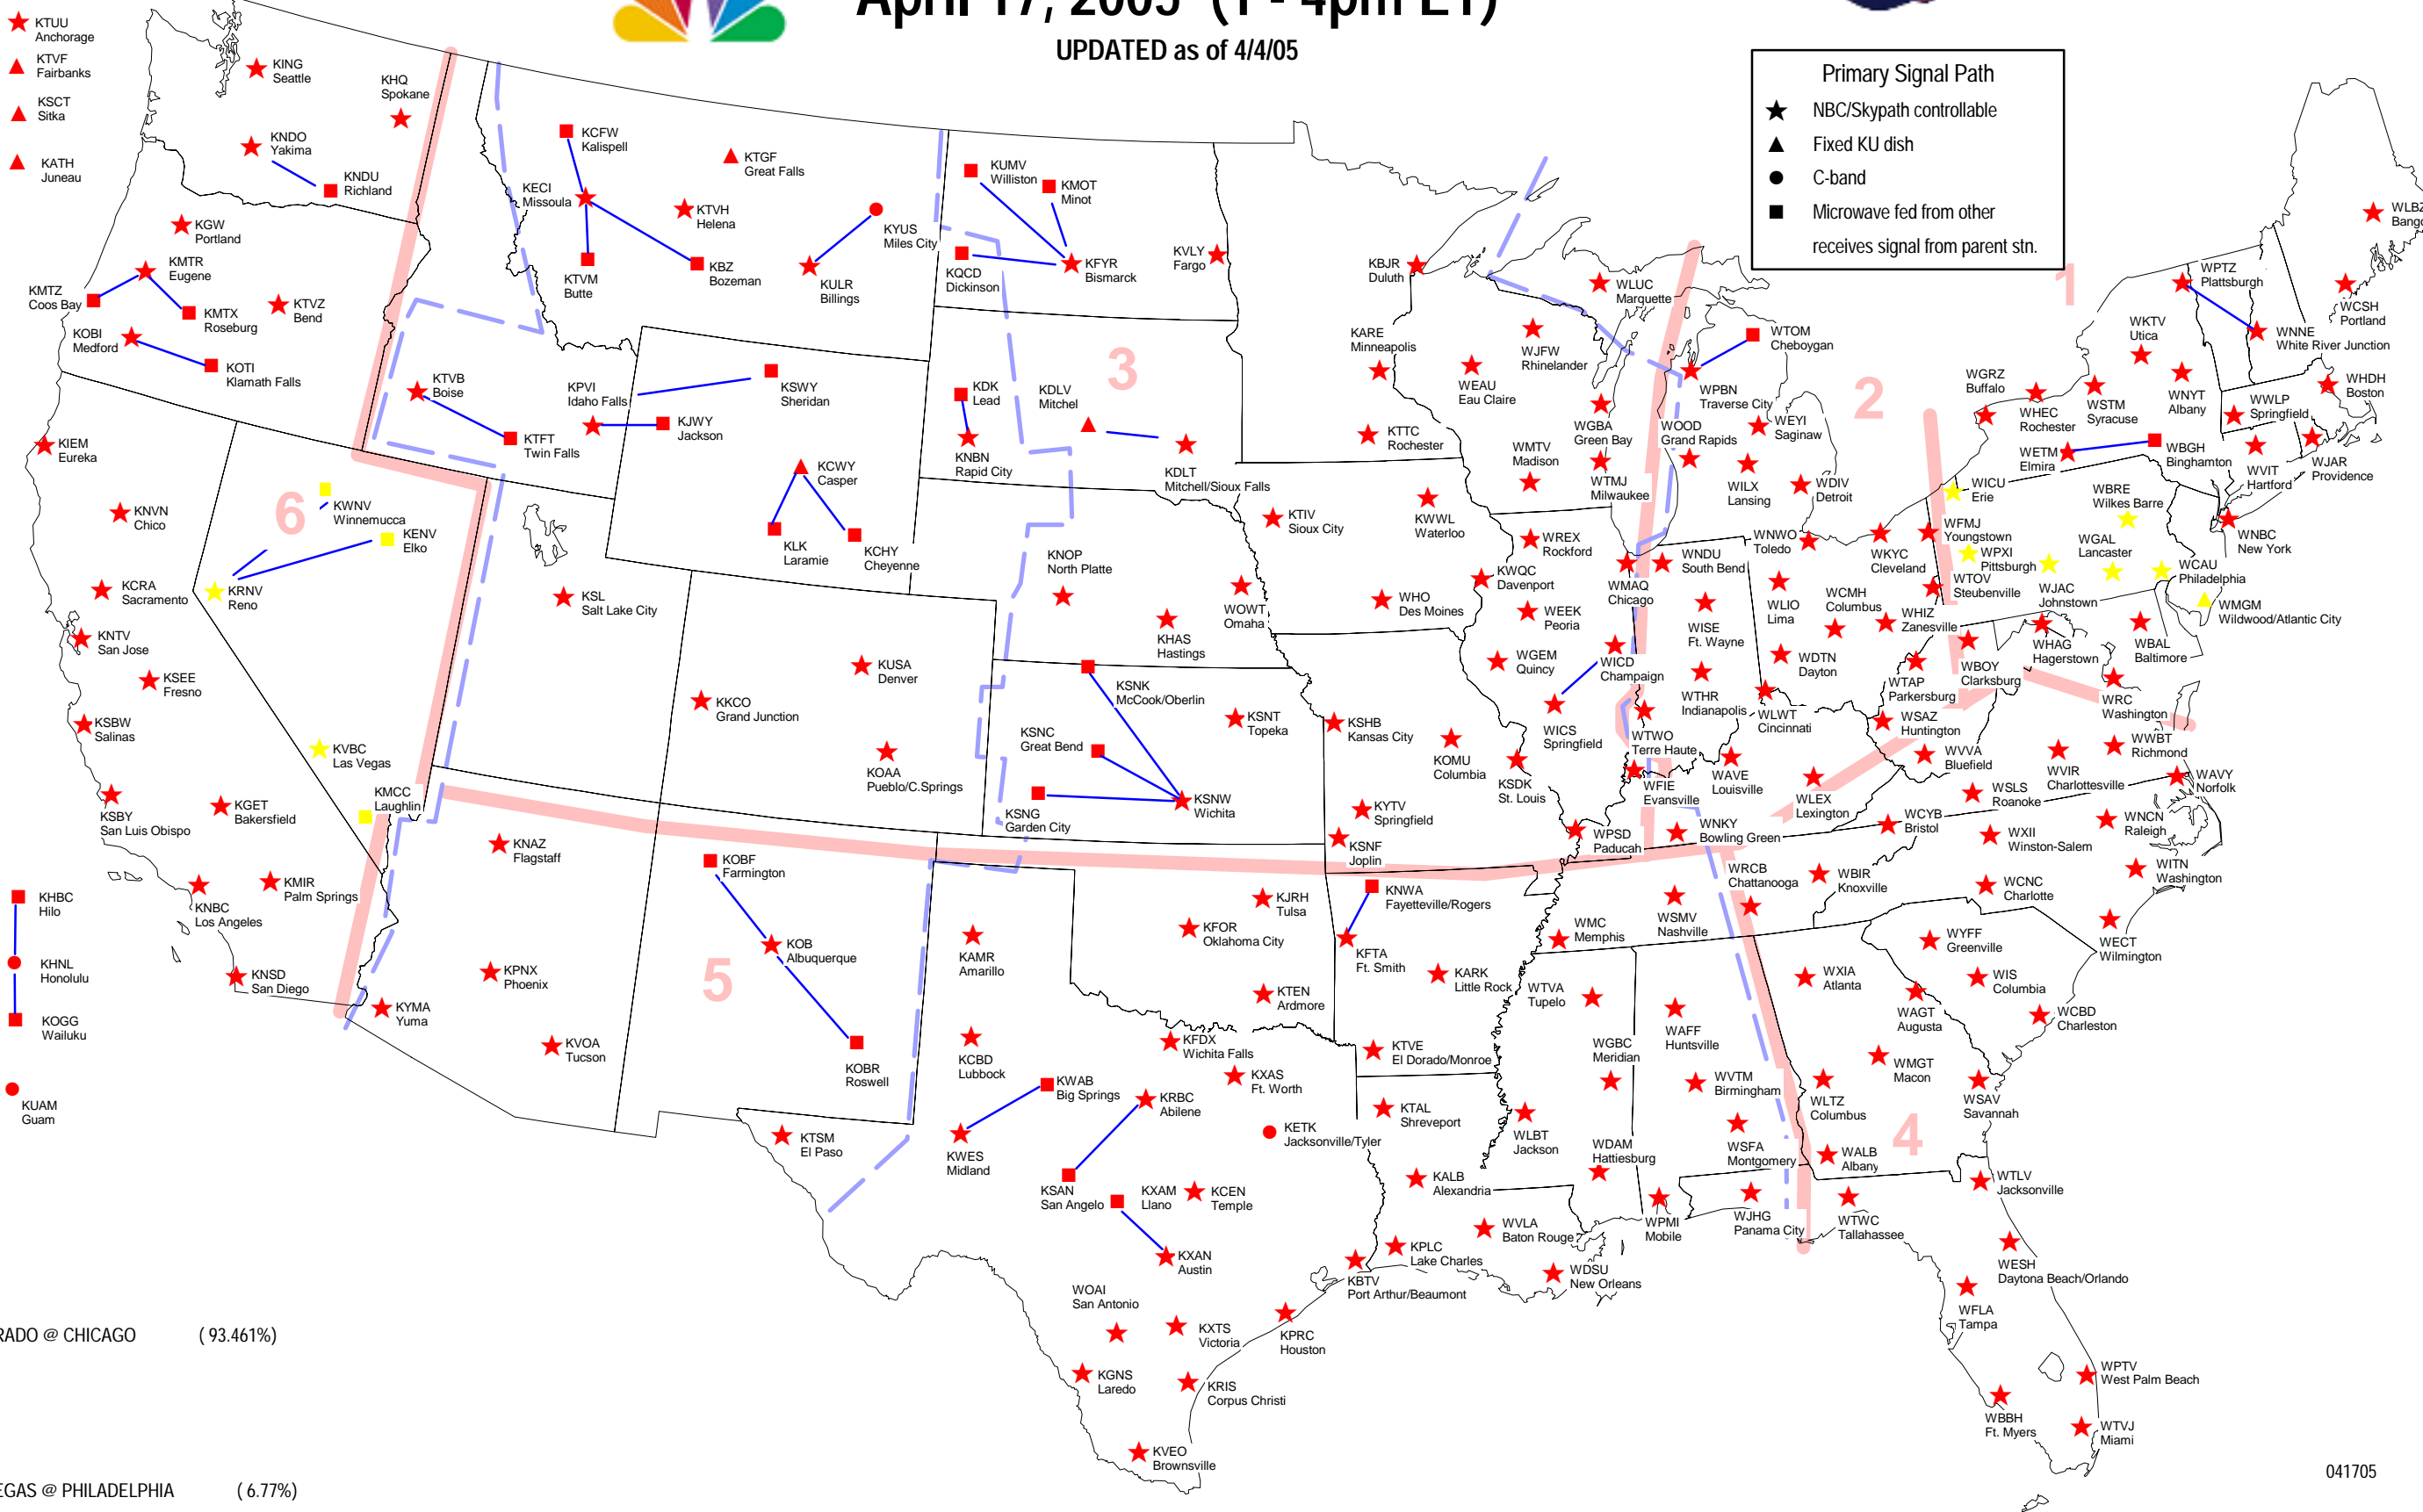 April 17, 2005 (1 - 4pm ET)
UPDATED as of 4/4/05
Primary Signal Path
NBC/Skypath controllable
Fixed KU dish
C-band
Microwave fed from other
receives signal from parent stn.
KTUU
Anchorage
KTVF
Fairbanks
KSCT
Sitka
KATH
Juneau
KING
Seattle
KHQ
Spokane
KNDO
Yakima
KNDU
Richland
KGW
Portland
KMTR
Eugene
KMTZ
Coos Bay
KMTX
Roseburg
KTVZ
Bend
KOBI
Medford
KOTI
Klamath Falls
KCFW
Kalispell
KTGF
Great Falls
KECI
Missoula
KTVH
Helena
KYUS
Miles City
KTVM
Butte
KBZ
Bozeman
KULR
Billings
KUMV
Williston
KMOT
Minot
KQCD
Dickinson
KFYR
Bismarck
KVLY
Fargo
KBJR
Duluth
WLUC
Marquette
KARE
Minneapolis
WJFW
Rhinelander
WEAU
Eau Claire
KTTC
Rochester
WGBA
Green Bay
WMTV
Madison
WTMJ
Milwaukee
WTOM
Cheboygan
WPBN
Traverse City
WOOD
Grand Rapids
WEYI
Saginaw
WILX
Lansing
WDIV
Detroit
1
2
3
4
5
6
WLBZ
WPTZ
Plattsburgh
WCSH
Portland
WNNE
White River Junction
WKTV
Utica
WGRZ
Buffalo
WHEC
Rochester
WSTM
Syracuse
WNYT
Albany
WHDH
Boston
WWLP
Springfield
WETM
Elmira
WBGH
Binghamton
WVIT
Hartford
WJAR
Providence
WICU
Erie
WBRE
Wilkes Barre
WNBC
New York
WFMJ
Youngstown
WPXI
Pittsburgh
WGAL
Lancaster
WCAU
Philadelphia
WJAC
Johnstown
WMGM
Wildwood/Atlantic City
WTOV
Steubenville
WKYC
Cleveland
WNWO
Toledo
WLIO
Lima
WCMH
Columbus
WHIZ
Zanesville
WDTN
Dayton
WLWT
Cincinnati
WHAG
Hagerstown
WBAL
Baltimore
WBOY
Clarksburg
WTAP
Parkersburg
WRC
Washington
WSAZ
Huntington
WVVA
Bluefield
WWBT
Richmond
WVIR
Charlottesville
WAVY
Norfolk
WSLS
Roanoke
KTVB
Boise
KTFT
Twin Falls
KPVI
Idaho Falls
KSWY
Sheridan
KJWY
Jackson
KCWY
Casper
KLK
Laramie
KCHY
Cheyenne
KDK
Lead
KNBN
Rapid City
KDLV
Mitchel
KDLT
Mitchell/Sioux Falls
KTIV
Sioux City
KWWL
Waterloo
KNOP
North Platte
KHAS
Hastings
WOWT
Omaha
WHO
Des Moines
KWQC
Davenport
WREX
Rockford
WMAQ
Chicago
WEEK
Peoria
WGEM
Quincy
WICD
Champaign
WICS
Springfield
WNDU
South Bend
WISE
Ft. Wayne
WTHR
Indianapolis
WTWO
Terre Haute
WFIE
Evansville
WAVE
Louisville
WLEX
Lexington
WNKY
Bowling Green
WPSD
Paducah
KIEM
Eureka
KNVN
Chico
KWNV
Winnemucca
KENV
Elko
KRNV
Reno
KCRA
Sacramento
KNTV
San Jose
KSEE
Fresno
KSBW
Salinas
KVBC
Las Vegas
KMCC
Laughlin
KSBY
San Luis Obispo
KGET
Bakersfield
KMIR
Palm Springs
KNBC
Los Angeles
KNSD
San Diego
KSL
Salt Lake City
KUSA
Denver
KKCO
Grand Junction
KOAA
Pueblo/C.Springs
KSNK
McCook/Oberlin
KSNC
Great Bend
KSNT
Topeka
KSNG
Garden City
KSNW
Wichita
KSHB
Kansas City
KOMU
Columbia
KSDK
St. Louis
KYTV
Springfield
KSNF
Joplin
KHBC
Hilo
KHNL
Honolulu
KOGG
Wailuku
KUAM
Guam
KNAZ
Flagstaff
KPNX
Phoenix
KYMA
Yuma
KVOA
Tucson
KOBF
Farmington
KOB
Albuquerque
KOBR
Roswell
KJRH
Tulsa
KFOR
Oklahoma City
KTEN
Ardmore
KAMR
Amarillo
KCBD
Lubbock
KFDX
Wichita Falls
KXAS
Ft. Worth
KWAB
Big Springs
KRBC
Abilene
KETK
Jacksonville/Tyler
KTSM
El Paso
KWES
Midland
KSAN
San Angelo
KXAM
Llano
KCEN
Temple
KXAN
Austin
WOAI
San Antonio
KXTS
Victoria
KPRC
Houston
KGNS
Laredo
KRIS
Corpus Christi
KVEO
Brownsville
KBTV
Port Arthur/Beaumont
KNWA
Fayetteville/Rogers
KFTA
Ft. Smith
KARK
Little Rock
KTVE
El Dorado/Monroe
KTAL
Shreveport
KALB
Alexandria
KPLC
Lake Charles
WVLA
Baton Rouge
WDSU
New Orleans
WMC
Memphis
WSMV
Nashville
WRCB
Chattanooga
WBIR
Knoxville
WCYB
Bristol
WTVA
Tupelo
WGBC
Meridian
WLBT
Jackson
WDAM
Hattiesburg
WPMI
Mobile
WAFF
Huntsville
WVTM
Birmingham
WSFA
Montgomery
WJHG
Panama City
WXII
Winston-Salem
WNCN
Raleigh
WITN
Washington
WCNC
Charlotte
WECT
Wilmington
WYFF
Greenville
WIS
Columbia
WCBD
Charleston
WXIA
Atlanta
WAGT
Augusta
WMGT
Macon
WLTZ
Columbus
WSAV
Savannah
WALB
Albany
WTLV
Jacksonville
WTWC
Tallahassee
WESH
Daytona Beach/Orlando
WFLA
Tampa
WPTV
West Palm Beach
WBBH
Ft. Myers
WTVJ
Miami
@ CHICAGO (93.461%)
@ PHILADELPHIA (6.77%)
041705